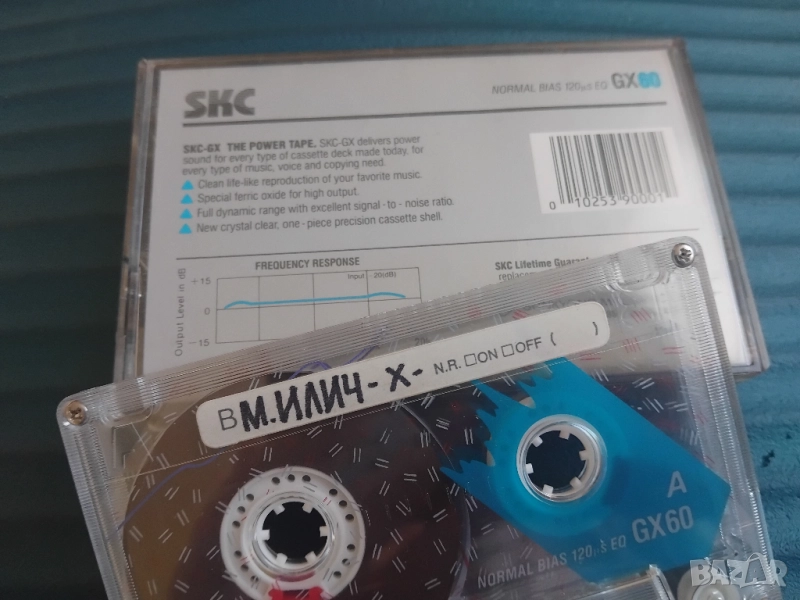 SKC
NORMAL BIAS 120µs EQ GX60
SKC-GX THE POWER TAPE. SKC-GX delivers power
sound for every type of cassette deck made today, for
every type of music, voice and copying need.
Clean life-like reproduction of your favorite music.
Special ferric oxide for high output.
Full dynamic range with excellent signal-to-noise ratio.
New crystal clear, one-piece precision cassette shell.
0 10253 90001
FREQUENCY RESPONSE
SKC Lifetime
Input -20(dB)
Output Level in dB
+15
0
-15
B М.ИЛИЧ-Х- N.R. ☐ON ☐OFF ( )
A
NORMAL BIAS 120µs EQ GX60
BAZAR